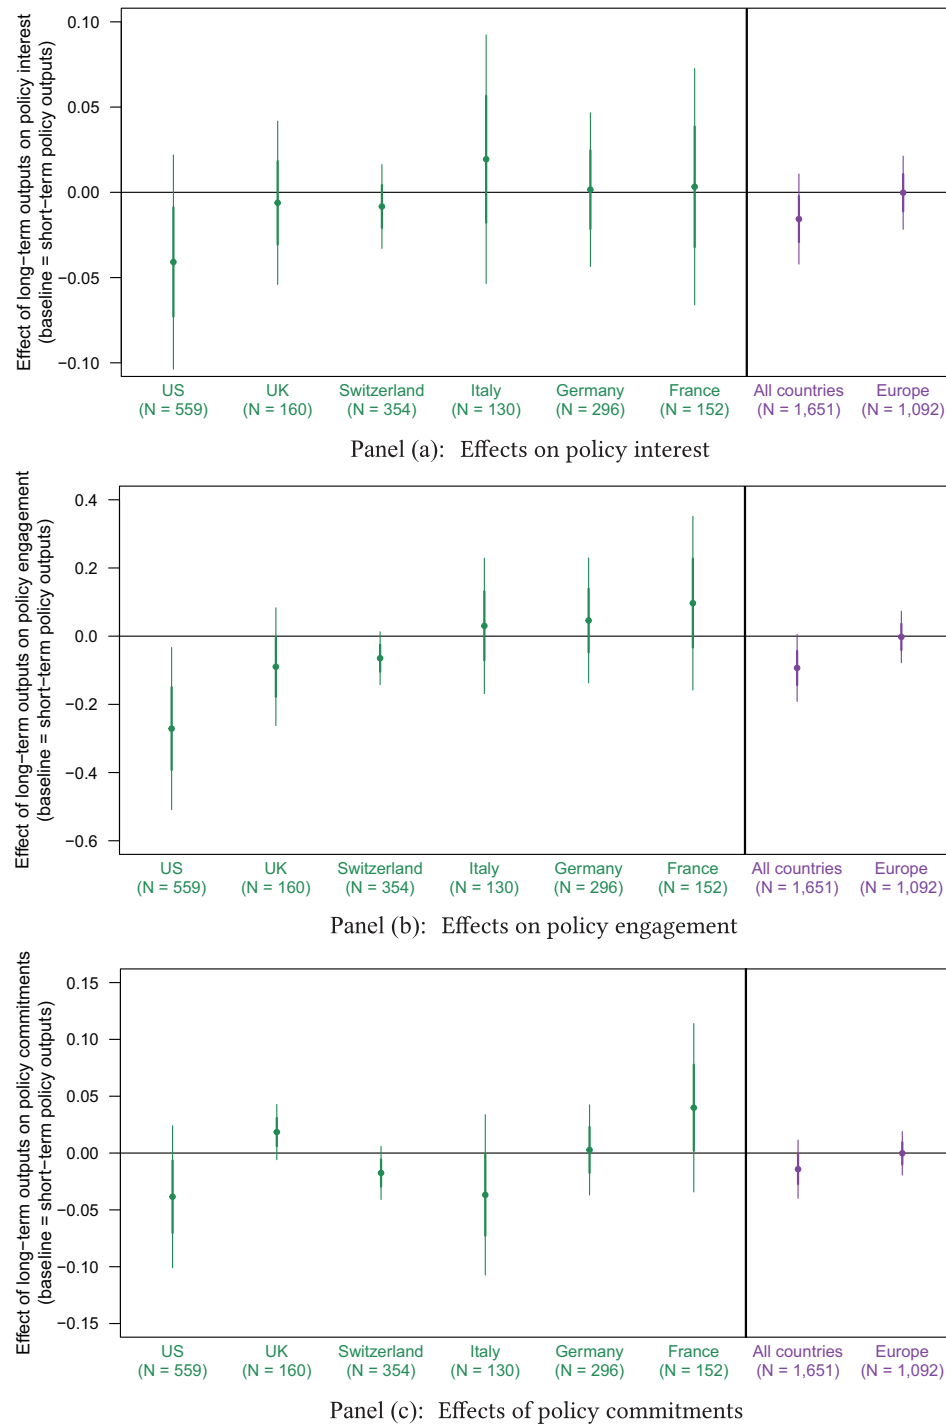 Effect of long−term outputs on policy interest
(baseline = short−term policy outputs)
0.10
0.05
0.00
−0.05
−0.10
US UK Switzerland Italy Germany France All countries Europe
(N = 559) (N = 160) (N = 354) (N = 130) (N = 296) (N = 152) (N = 1,651) (N = 1,092)
Panel (a): Effects on policy interest
Effect of long−term outputs on policy engagement
(baseline = short−term policy outputs)
0.4
0.2
0.0
−0.2
−0.4
−0.6
US UK Switzerland Italy Germany France All countries Europe
(N = 559) (N = 160) (N = 354) (N = 130) (N = 296) (N = 152) (N = 1,651) (N = 1,092)
Panel (b): Effects on policy engagement
Effect of long−term outputs on policy commitments
(baseline = short−term policy outputs)
0.15
0.10
0.05
0.00
−0.05
−0.10
−0.15
US UK Switzerland Italy Germany France All countries Europe
(N = 559) (N = 160) (N = 354) (N = 130) (N = 296) (N = 152) (N = 1,651) (N = 1,092)
Panel (c): Effects of policy commitments